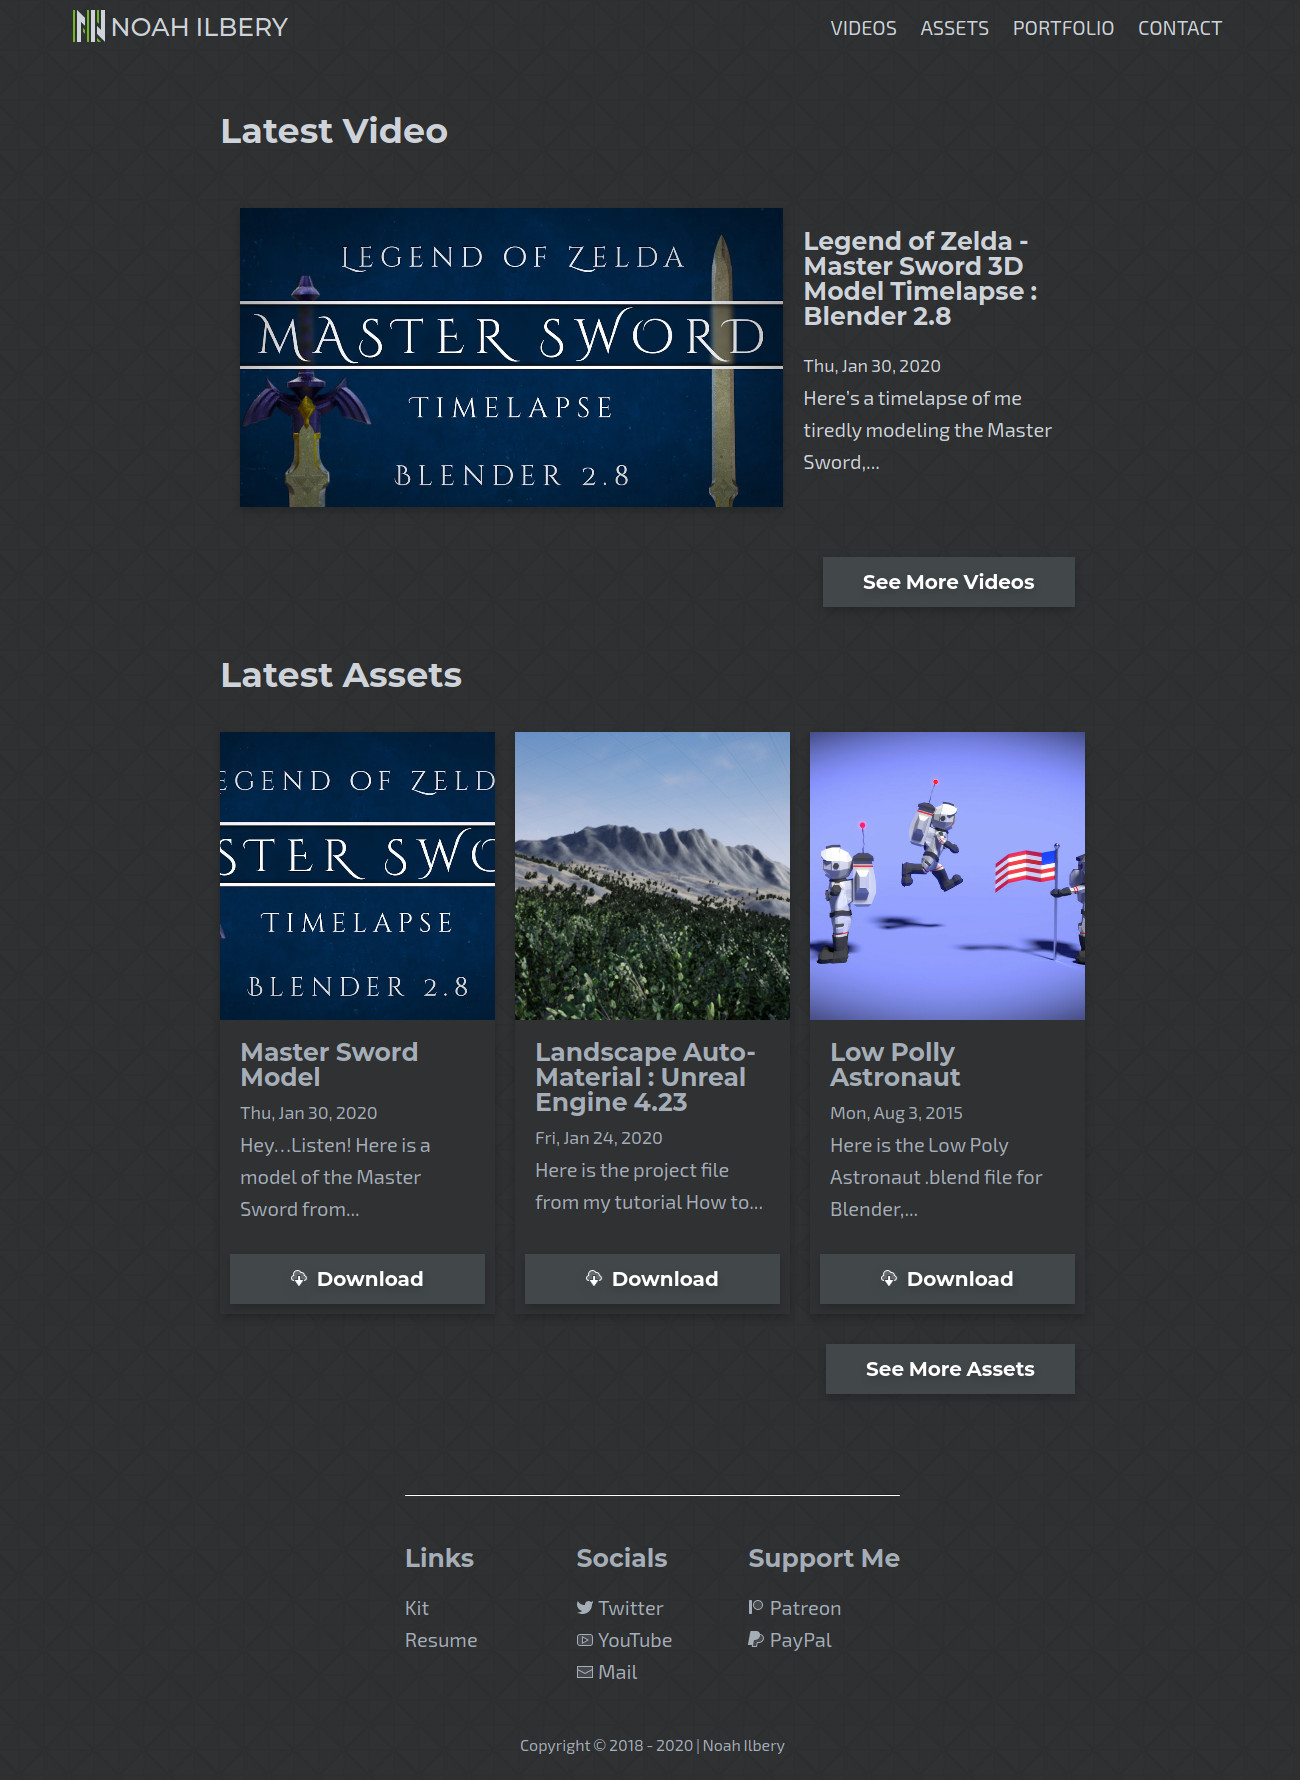 NOAH ILBERY
VIDEOS ASSETS PORTFOLIO CONTACT
Latest Video
LEGEND OF ZELDA
MASTER SWORD
TIMELAPSE
BLENDER 2.8
Legend of Zelda -
Master Sword 3D
Model Timelapse :
Blender 2.8
Thu, Jan 30, 2020
Here's a timelapse of me
tiredly modeling the Master
Sword,...
See More Videos
Latest Assets
EGEND OF ZELD
STER SWO
TIMELAPSE
BLENDER 2.8
Master Sword
Model
Thu, Jan 30, 2020
Hey...Listen! Here is a
model of the Master
Sword from...
Download
Landscape Auto-
Material : Unreal
Engine 4.23
Fri, Jan 24, 2020
Here is the project file
from my tutorial How to...
Download
Low Polly
Astronaut
Mon, Aug 3, 2015
Here is the Low Poly
Astronaut .blend file for
Blender,...
Download
See More Assets
Links
Kit
Resume
Socials
Twitter
YouTube
Mail
Support Me
Patreon
PayPal
Copyright © 2018 - 2020 | Noah Ilbery